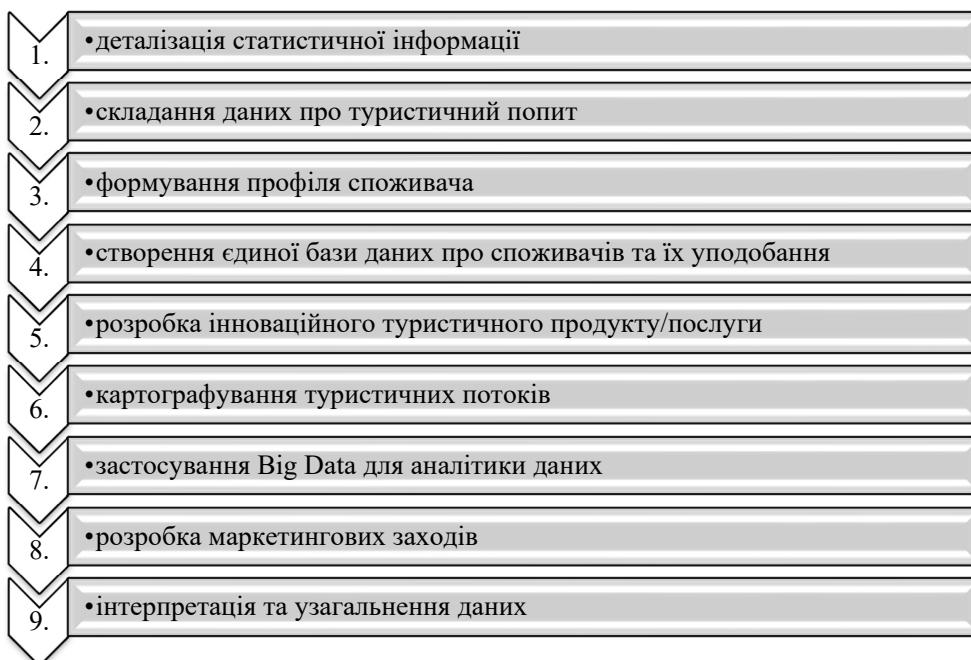 1. •деталізація статистичної інформації
2. •складання даних про туристичний попит
3. •формування профіля споживача
4. •створення єдиної бази даних про споживачів та їх уподобання
5. •розробка інноваційного туристичного продукту/послуги
6. •картографування туристичних потоків
7. •застосування Big Data для аналітики даних
8. •розробка маркетингових заходів
9. •інтерпретація та узагальнення даних